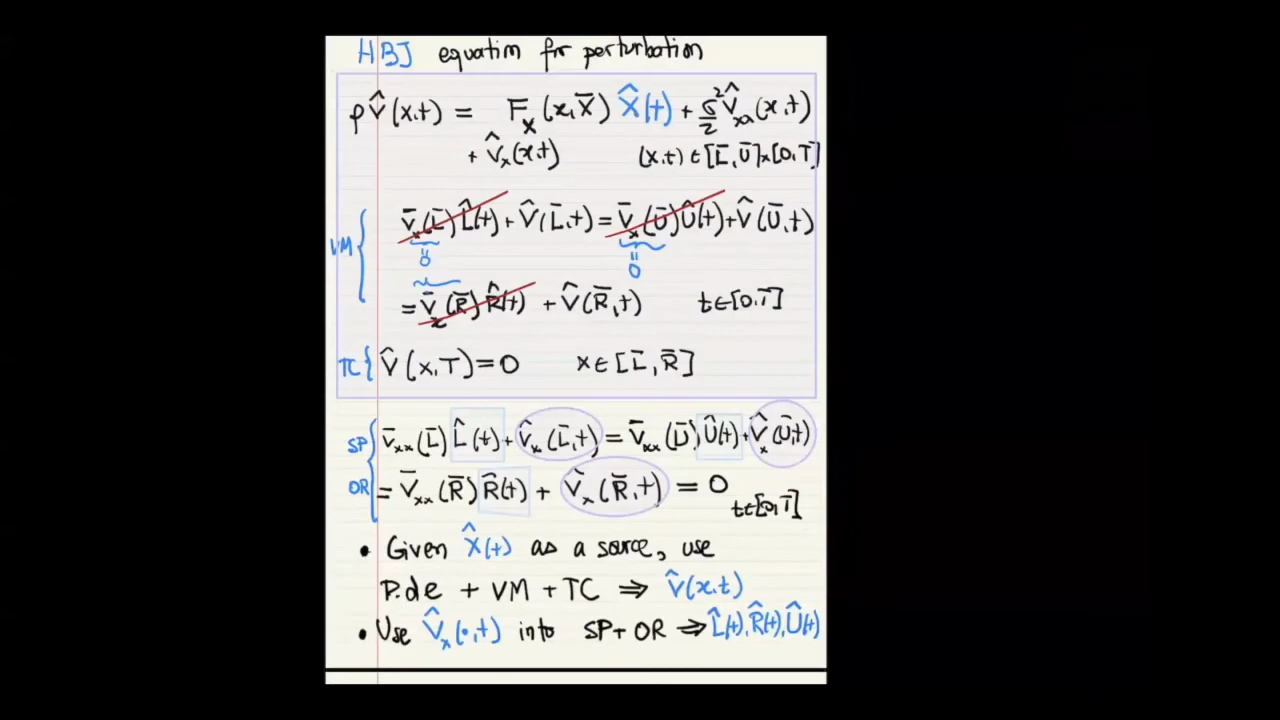 HBJ equation for perturbation
ρV̂(x,t) = F_X(x,X̄) X̂(t) + σ²/2 V̂_xx(x,t)
+ V̂_x(x,t) (x,t) ∈ [L̄,Ū]×[0,T]
V̄_x(L̄) L̂(t) + V̂(L̄,t) = V̄_x(Ū) Û(t) + V̂(Ū,t)
VM { = 0 = 0
= V̄_x(R̄) R̂(t) + V̂(R̄,t) t∈[0,T]
TC { V̂(x,T) = 0 x ∈ [L̄,R̄]
SP { V̄_xx(L̄) L̂(t) + V̂_x(L̄,t) = V̄_xx(Ū) Û(t) + V̂_x(Ū,t)
OR = V̄_xx(R̄) R̂(t) + V̂_x(R̄,t) = 0
t∈[0,T]
• Given X̂(t) as a source, use
P.de + VM + TC ⇒ V̂(x,t)
• Use V̂_x(•,t) into SP + OR ⇒ L̂(t), R̂(t), Û(t)